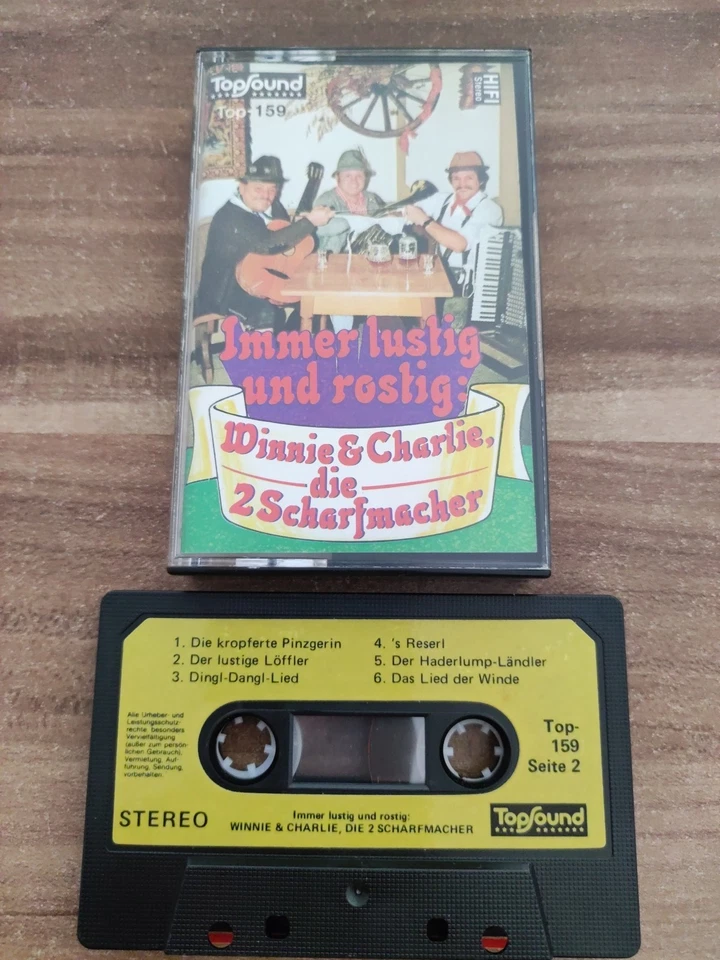 TopSound
Top-159
HIFI
Stereo
Immer lustig
und rostig:
Winnie & Charlie,
die
2 Scharfmacher
1. Die kropferte Pinzgerin
2. Der lustige Löffler
3. Dingl-Dangl-Lied
4. 's Reserl
5. Der Haderlump-Ländler
6. Das Lied der Winde
Alle Urheber- und
Leistungsschutz-
rechte besonders
Vervielfältigung
(außer zum persön-
lichen Gebrauch),
Vermietung, Auf-
führung, Sendung,
vorbehalten.
Top-
159
Seite 2
STEREO
Immer lustig und rostig:
WINNIE & CHARLIE, DIE 2 SCHARFMACHER
TopSound